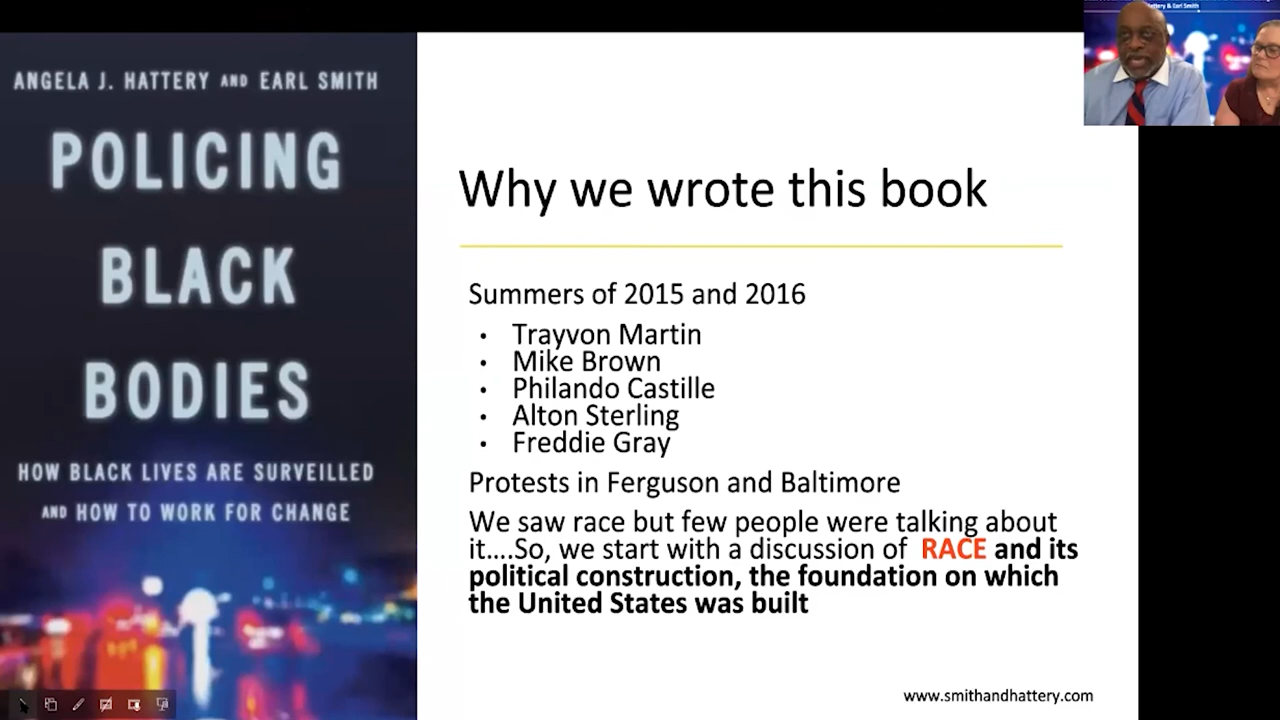 ANGELA J. HATTERY AND EARL SMITH
POLICING
BLACK
BODIES
HOW BLACK LIVES ARE SURVEILLED
AND HOW TO WORK FOR CHANGE
Why we wrote this book
Summers of 2015 and 2016
• Trayvon Martin
• Mike Brown
• Philando Castille
• Alton Sterling
• Freddie Gray
Protests in Ferguson and Baltimore
We saw race but few people were talking about
it....So, we start with a discussion of RACE and its
political construction, the foundation on which
the United States was built
www.smithandhattery.com
& Earl Smith